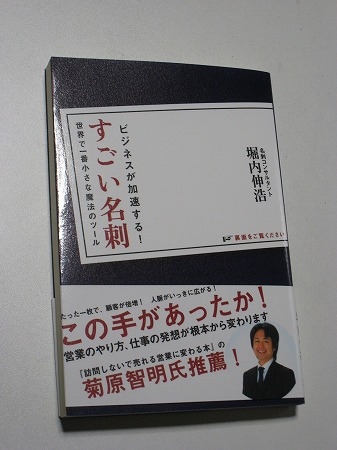 ビジネスが加速する!
すごい名刺
世界で一番小さな魔法のツール
名刺コンサルタント
堀内伸浩
裏面をご覧ください
たった一枚で、顧客が倍増! 人脈がいっきに広がる!
この手があったか!
営業のやり方、仕事の発想が根本から変わります
『訪問しないで売れる営業に変わる本』の
菊原智明氏推薦!